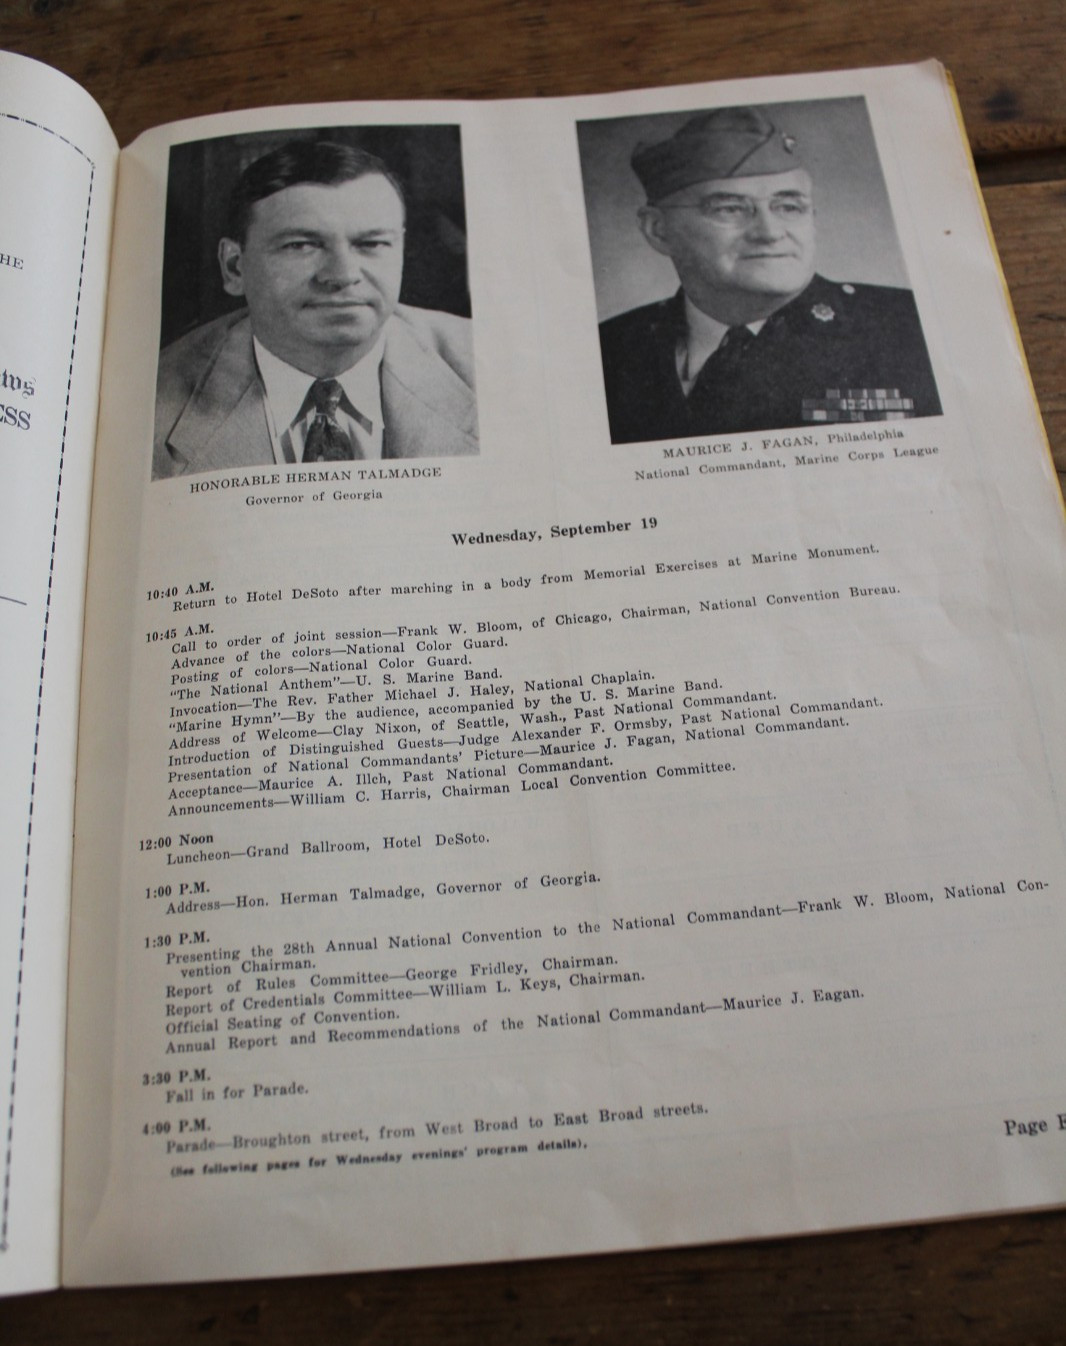 HE
ews
ESS
HONORABLE HERMAN TALMADGE
Governor of Georgia
MAURICE J. FAGAN, Philadelphia
National Commandant, Marine Corps League
Wednesday, September 19
10:40 A.M.
Return to Hotel DeSoto after marching in a body from Memorial Exercises at Marine Monument.
10:45 A.M.
Call to order of joint session—Frank W. Bloom, of Chicago, Chairman, National Convention Bureau.
Advance of the colors—National Color Guard.
Posting of colors—National Color Guard.
"The National Anthem"—U. S. Marine Band.
Invocation—The Rev. Father Michael J. Haley, National Chaplain.
"Marine Hymn"—By the audience, accompanied by the U. S. Marine Band.
Address of Welcome—Clay Nixon, of Seattle, Wash., Past National Commandant.
Introduction of Distinguished Guests—Judge Alexander F. Ormsby, Past National Commandant.
Presentation of National Commandants' Picture—Maurice J. Fagan, National Commandant.
Acceptance—Maurice A. Illch, Past National Commandant.
Announcements—William C. Harris, Chairman Local Convention Committee.
12:00 Noon
Luncheon—Grand Ballroom, Hotel DeSoto.
1:00 P.M.
Address—Hon. Herman Talmadge, Governor of Georgia.
1:30 P.M.
Presenting the 28th Annual National Convention to the National Commandant—Frank W. Bloom, National Con-
vention Chairman.
Report of Rules Committee—George Fridley, Chairman.
Report of Credentials Committee—William L. Keys, Chairman.
Official Seating of Convention.
Annual Report and Recommendations of the National Commandant—Maurice J. Eagan.
3:30 P.M.
Fall in for Parade.
4:00 P.M.
Parade—Broughton street, from West Broad to East Broad streets.
(See following pages for Wednesday evenings' program details).
Page